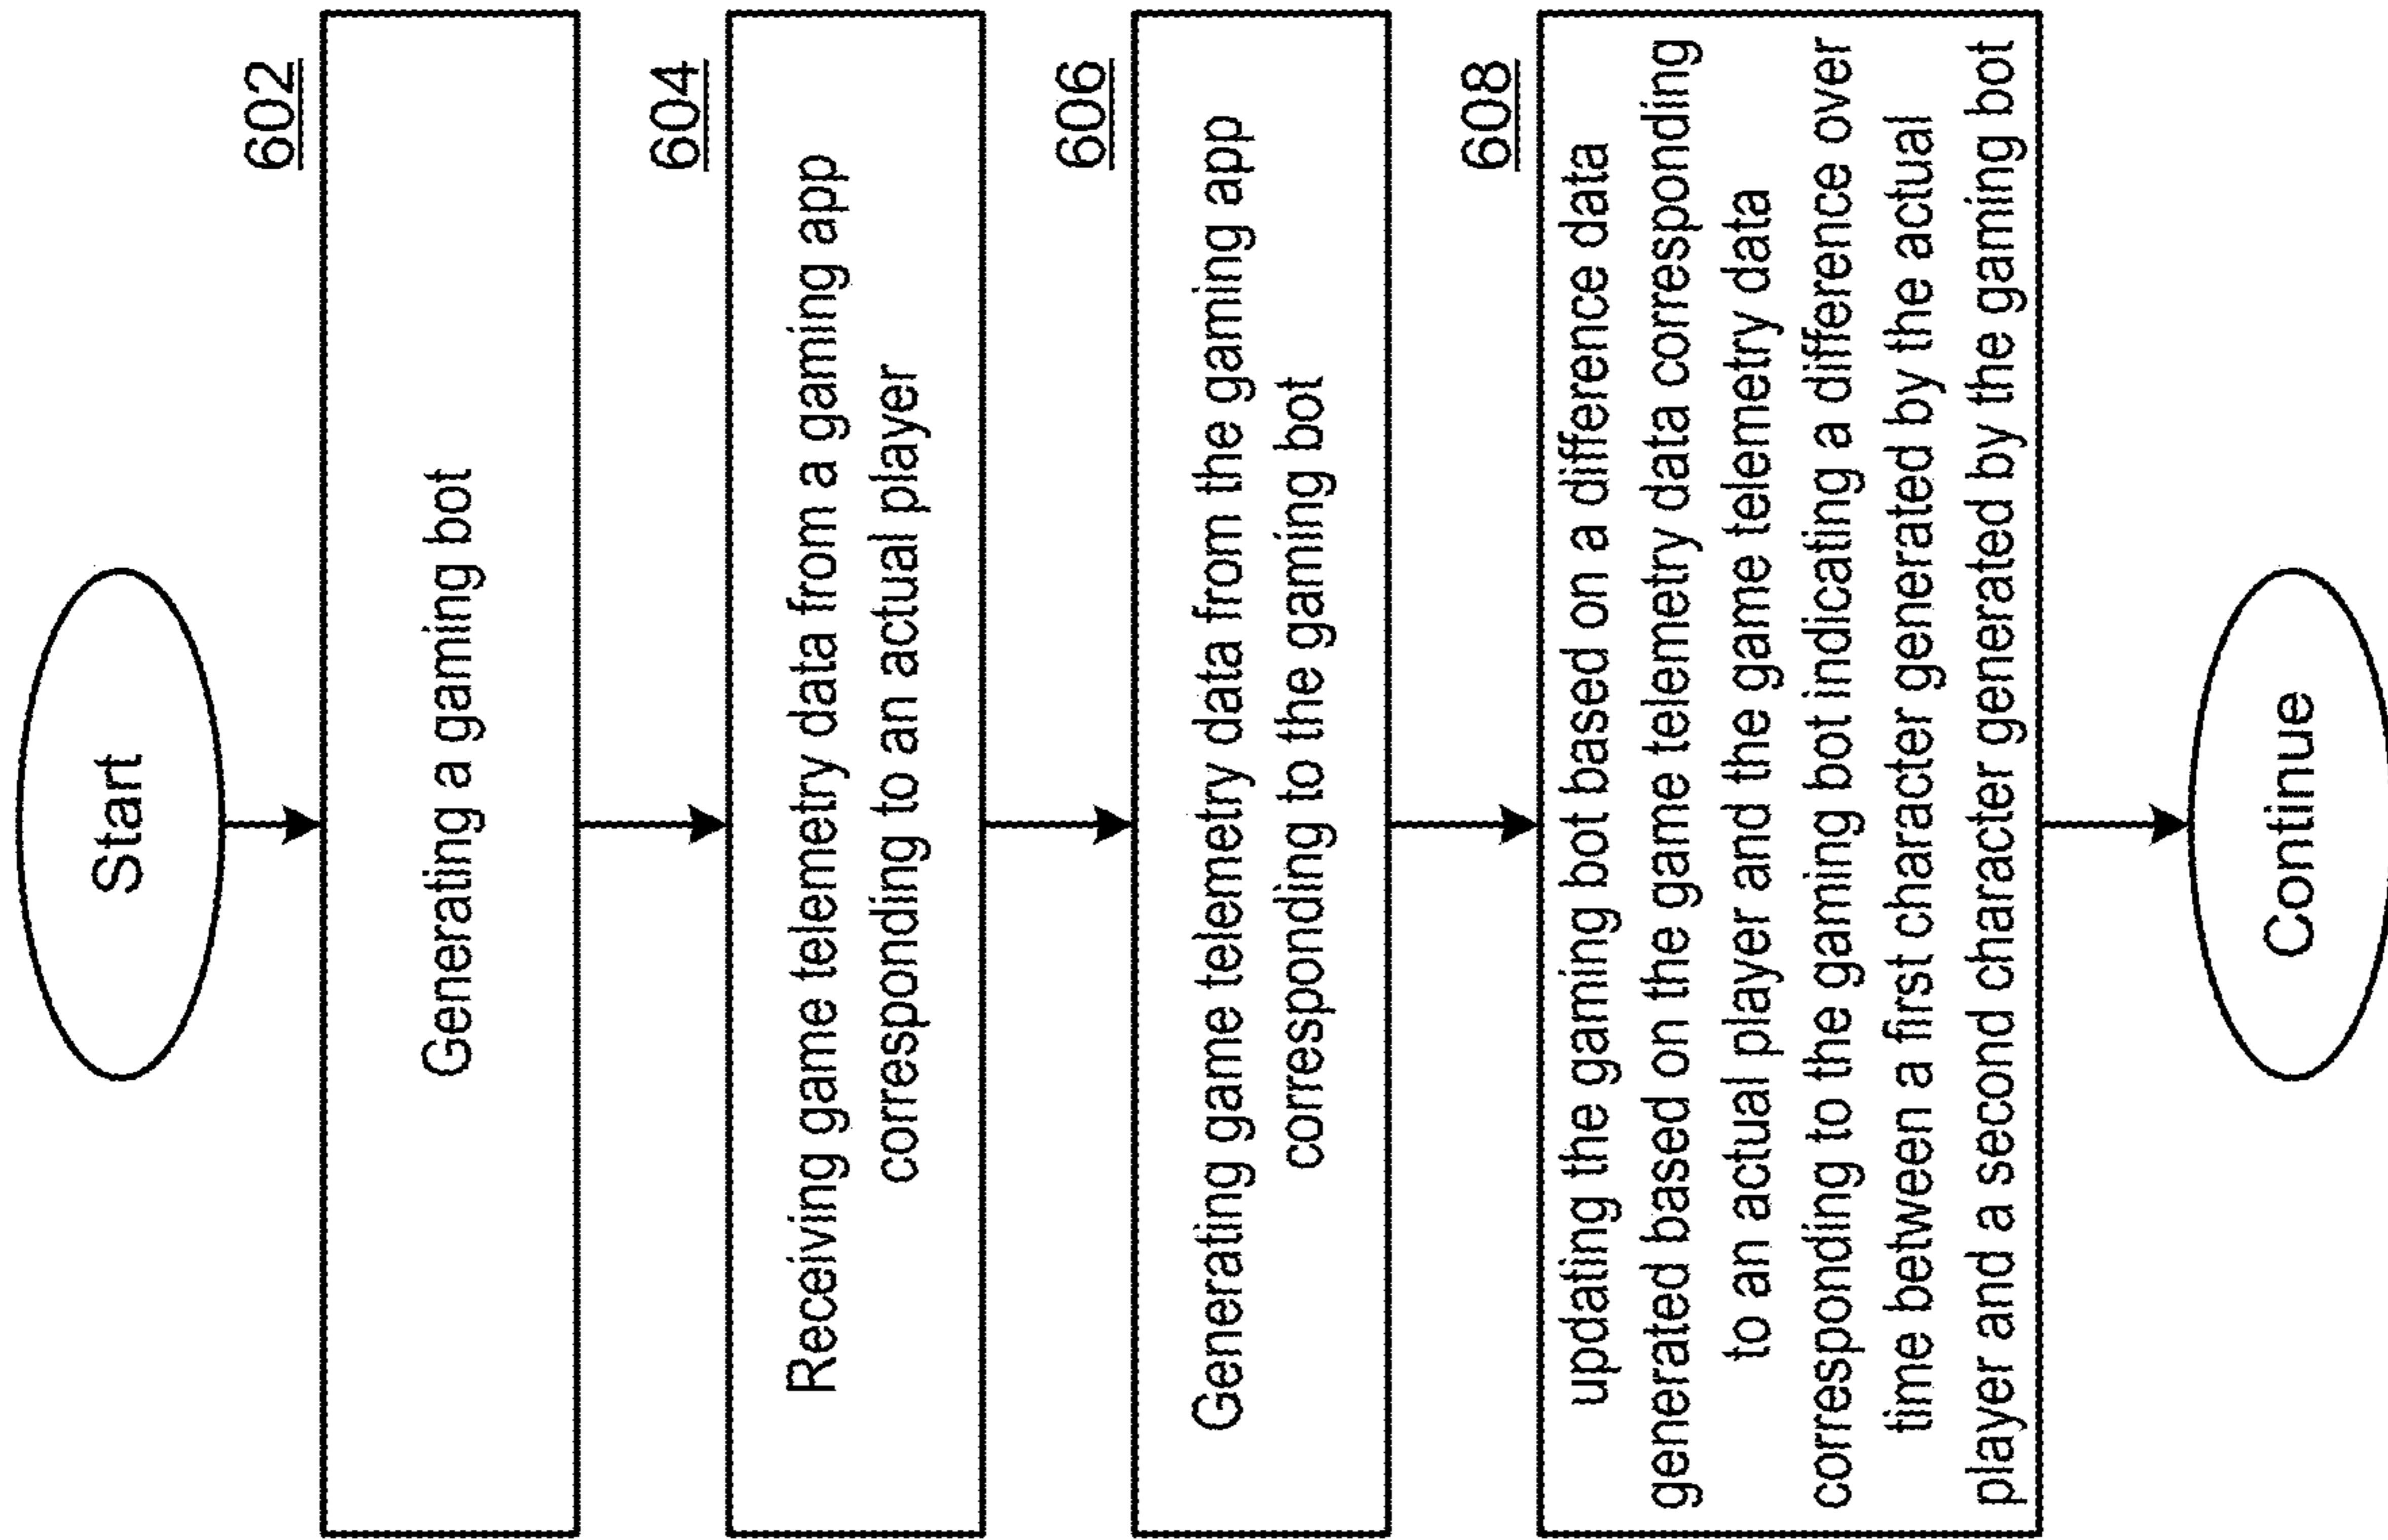 Start
602
Generating a gaming bot
604
Receiving game telemetry data from a gaming app
corresponding to an actual player
606
Generating game telemetry data from the gaming app
corresponding to the gaming bot
608
updating the gaming bot based on a difference data
generated based on the game telemetry data corresponding
to an actual player and the game telemetry data
corresponding to the gaming bot indicating a difference over
time between a first character generated by the actual
player and a second character generated by the gaming bot
Continue